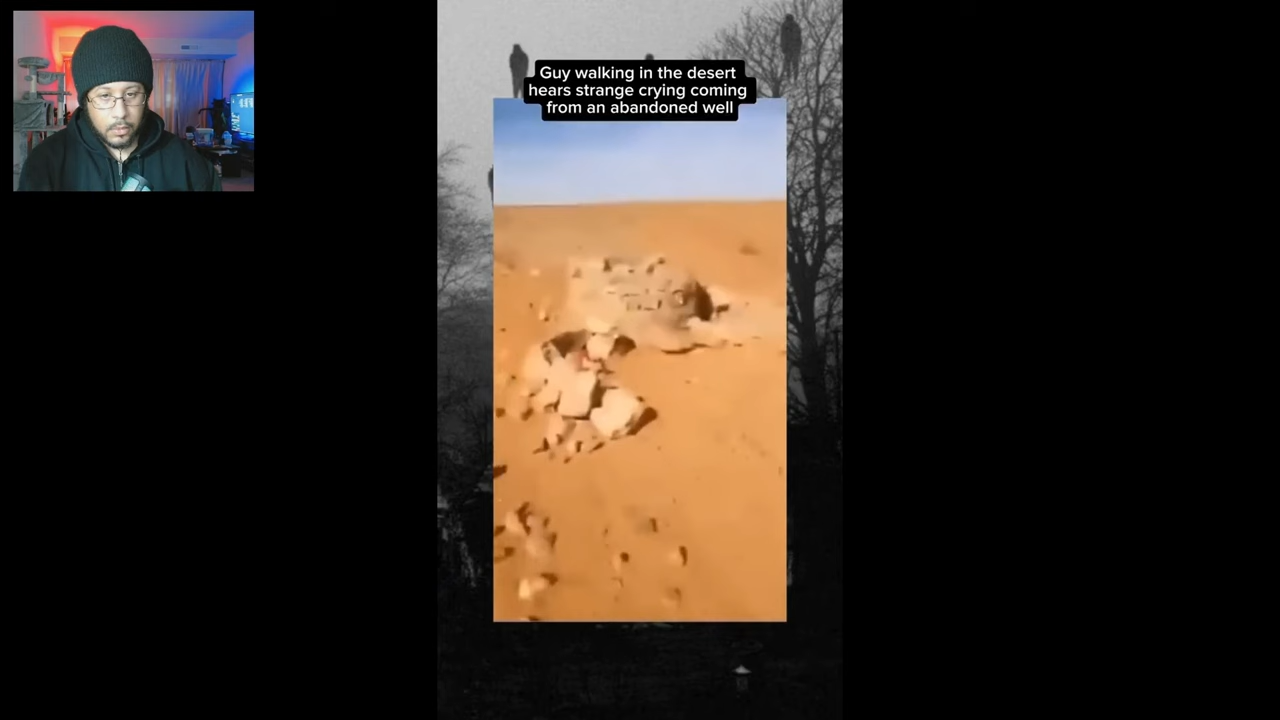 Guy walking in the desert
hears strange crying coming
from an abandoned well